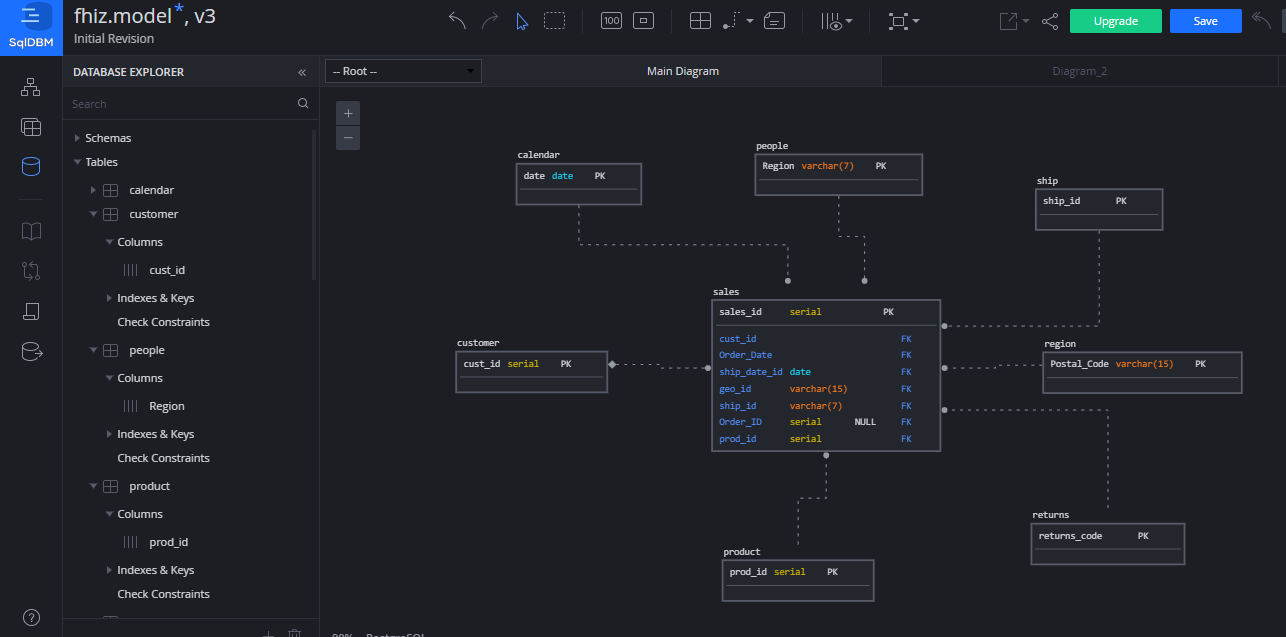 SqlDBM
fhiz.model*, v3
Initial Revision
100
Upgrade
Save
DATABASE EXPLORER
«
Search
Schemas
Tables
calendar
customer
Columns
cust_id
Indexes & Keys
Check Constraints
people
Columns
Region
Indexes & Keys
Check Constraints
product
Columns
prod_id
Indexes & Keys
Check Constraints
-- Root --
Main Diagram
Diagram_2
+
−
calendar
date date PK
people
Region varchar(7) PK
ship
ship_id PK
sales
sales_id serial PK
cust_id FK
Order_Date FK
ship_date_id date FK
geo_id varchar(15) FK
ship_id varchar(7) FK
Order_ID serial NULL FK
prod_id serial FK
customer
cust_id serial PK
region
Postal_Code varchar(15) PK
returns
returns_code PK
product
prod_id serial PK
?